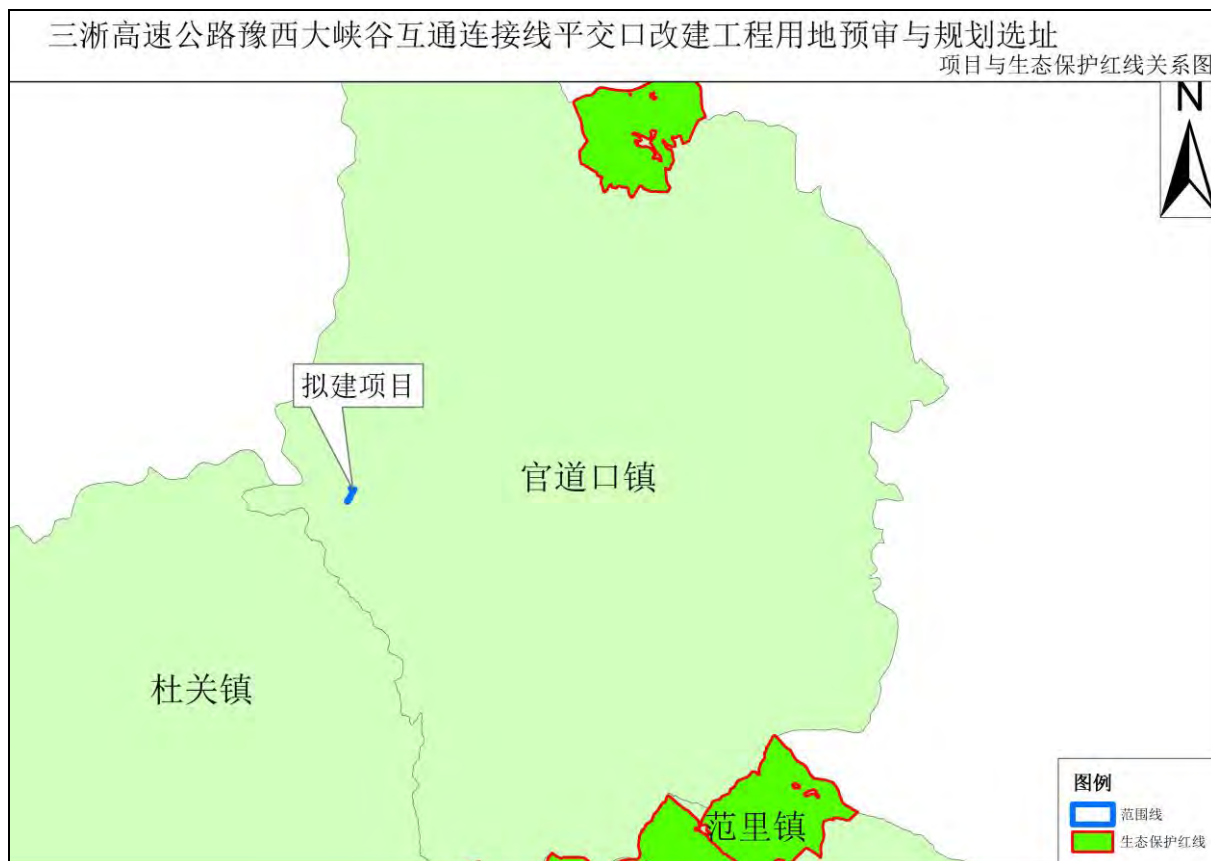 三淅高速公路豫西大峡谷互通连接线平交口改建工程用地预审与规划选址
项目与生态保护红线关系图
N
拟建项目
官道口镇
杜关镇
范里镇
图例
范围线
生态保护红线